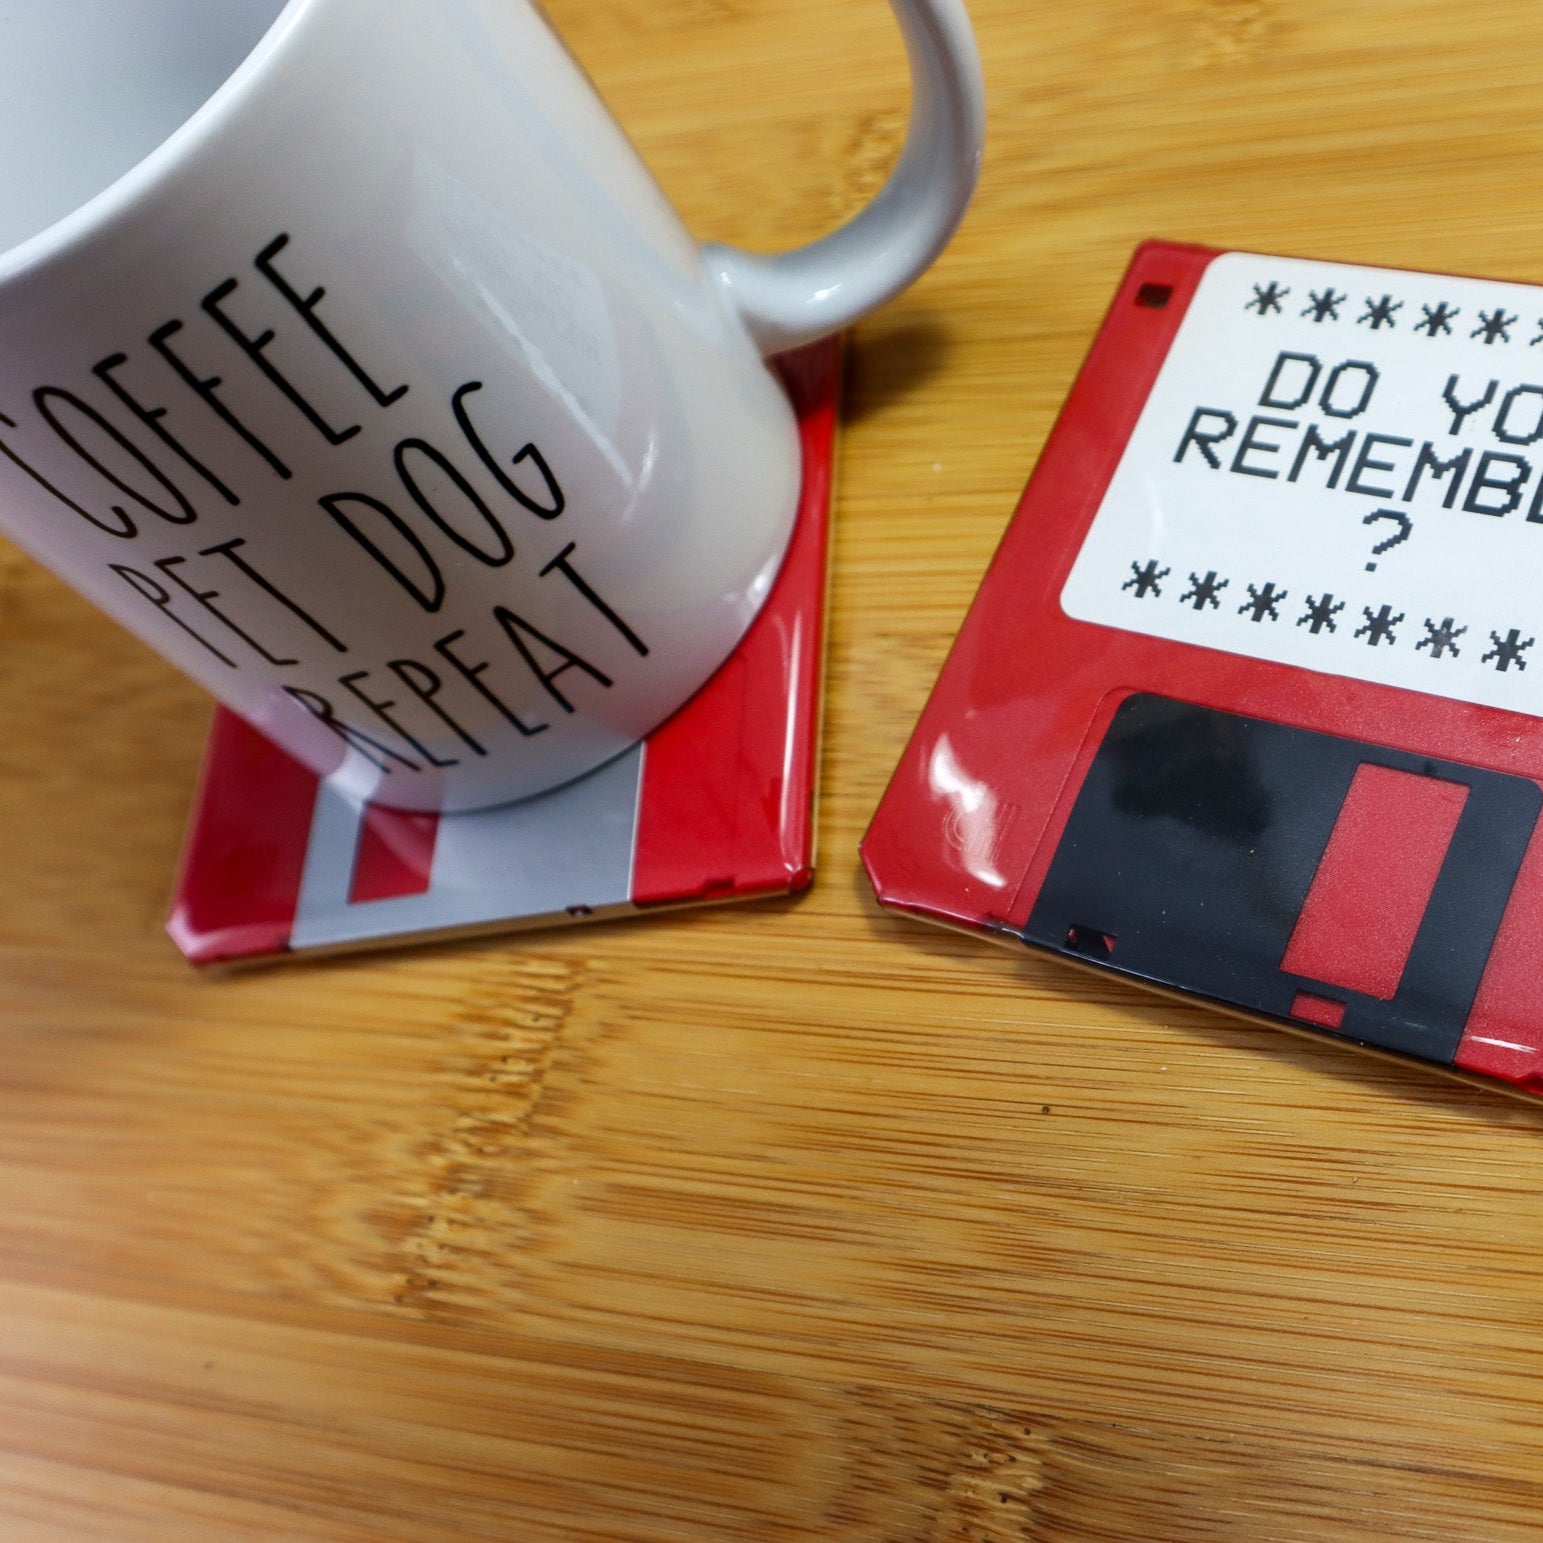 COFFEE
PET DOG
REPEAT
* * * * * *
DO YO
REMEMBE
?
* * * * * * *